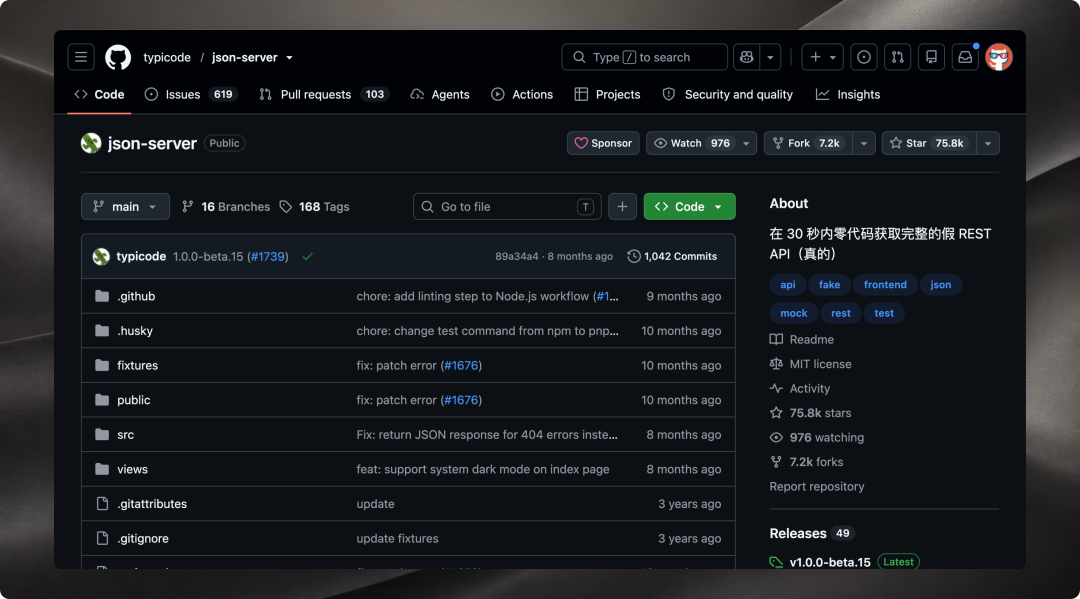 typicode / json-server
Type / to search
Code
Issues 619
Pull requests 103
Agents
Actions
Projects
Security and quality
Insights
json-server Public
Sponsor
Watch 976
Fork 7.2k
Star 75.8k
main
16 Branches
168 Tags
Go to file T
Code
typicode 1.0.0-beta.15 (#1739) 89a34a4 · 8 months ago 1,042 Commits
.github chore: add linting step to Node.js workflow (#1... 9 months ago
.husky chore: change test command from npm to pnp... 10 months ago
fixtures fix: patch error (#1676) 10 months ago
public fix: patch error (#1676) 10 months ago
src Fix: return JSON response for 404 errors inste... 8 months ago
views feat: support system dark mode on index page 8 months ago
.gitattributes update 3 years ago
.gitignore update fixtures 3 years ago
About
在 30 秒内零代码获取完整的假 REST
API（真的）
api fake frontend json
mock rest test
Readme
MIT license
Activity
75.8k stars
976 watching
7.2k forks
Report repository
Releases 49
v1.0.0-beta.15 Latest